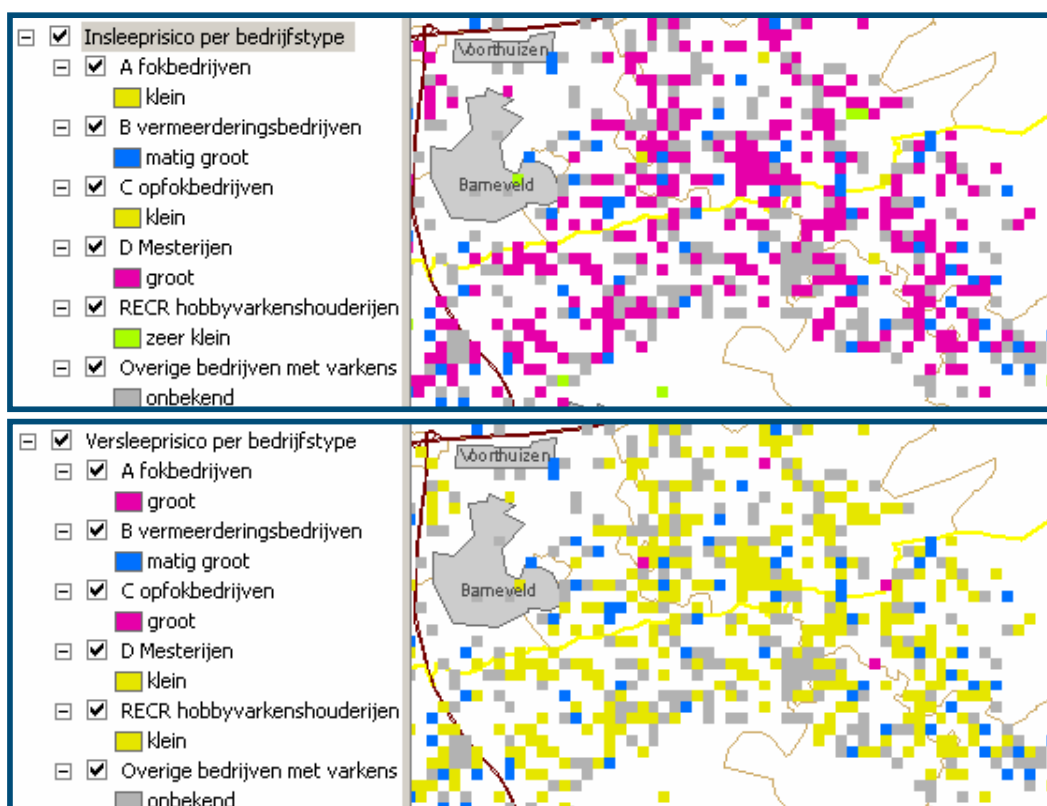 Insleeprisico per bedrijfstype
A fokbedrijven
klein
B vermeerderingsbedrijven
matig groot
C opfokbedrijven
klein
D Mesterijen
groot
RECR hobbyvarkenshouderijen
zeer klein
Overige bedrijven met varkens
onbekend
Voorthuizen
Barneveld
Versleeprisico per bedrijfstype
A fokbedrijven
groot
B vermeerderingsbedrijven
matig groot
C opfokbedrijven
groot
D Mesterijen
klein
RECR hobbyvarkenshouderijen
klein
Overige bedrijven met varkens
onbekend
Voorthuizen
Barneveld